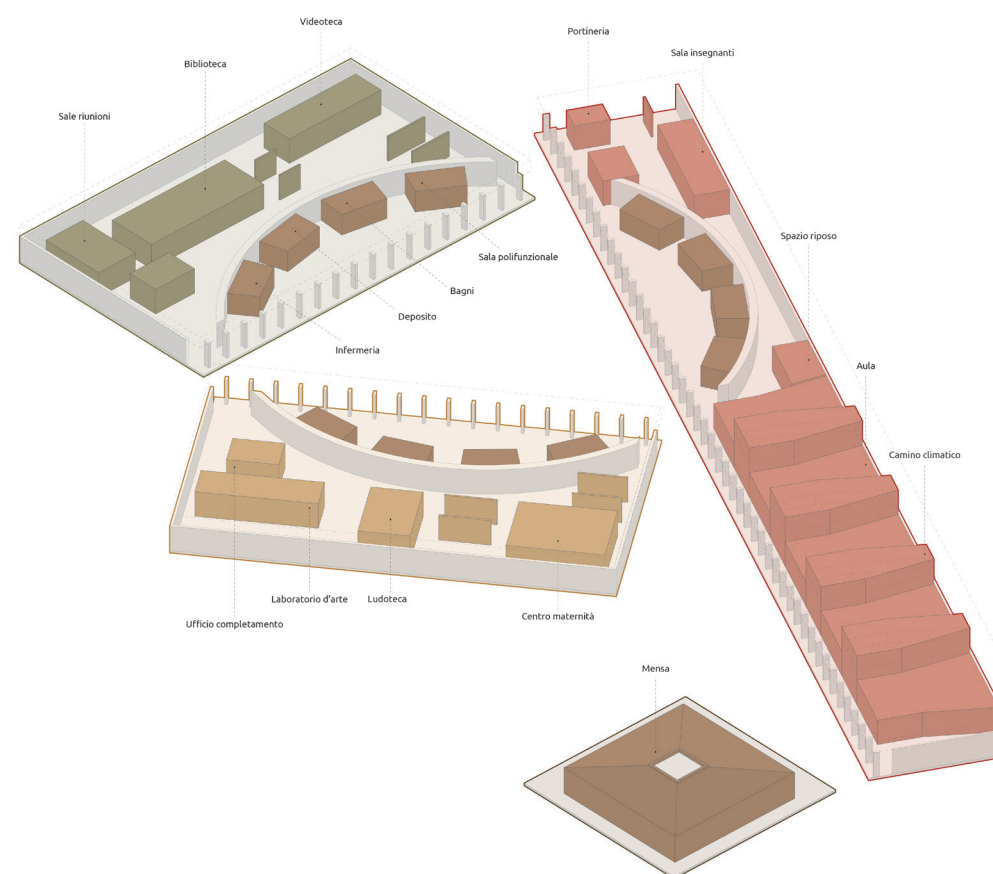 Videoteca
Portineria
Sala insegnanti
Biblioteca
Sale riunioni
Spazio riposo
Sala polifunzionale
Bagni
Deposito
Infermeria
Aula
Camino climatico
Laboratorio d'arte
Ludoteca
Centro maternità
Ufficio completamento
Mensa